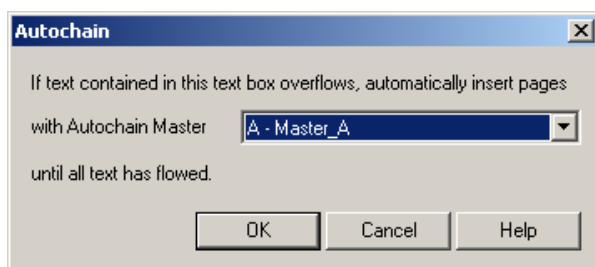 Autochain
If text contained in this text box overflows, automatically insert pages
with Autochain Master A - Master_A
until all text has flowed.
OK Cancel Help